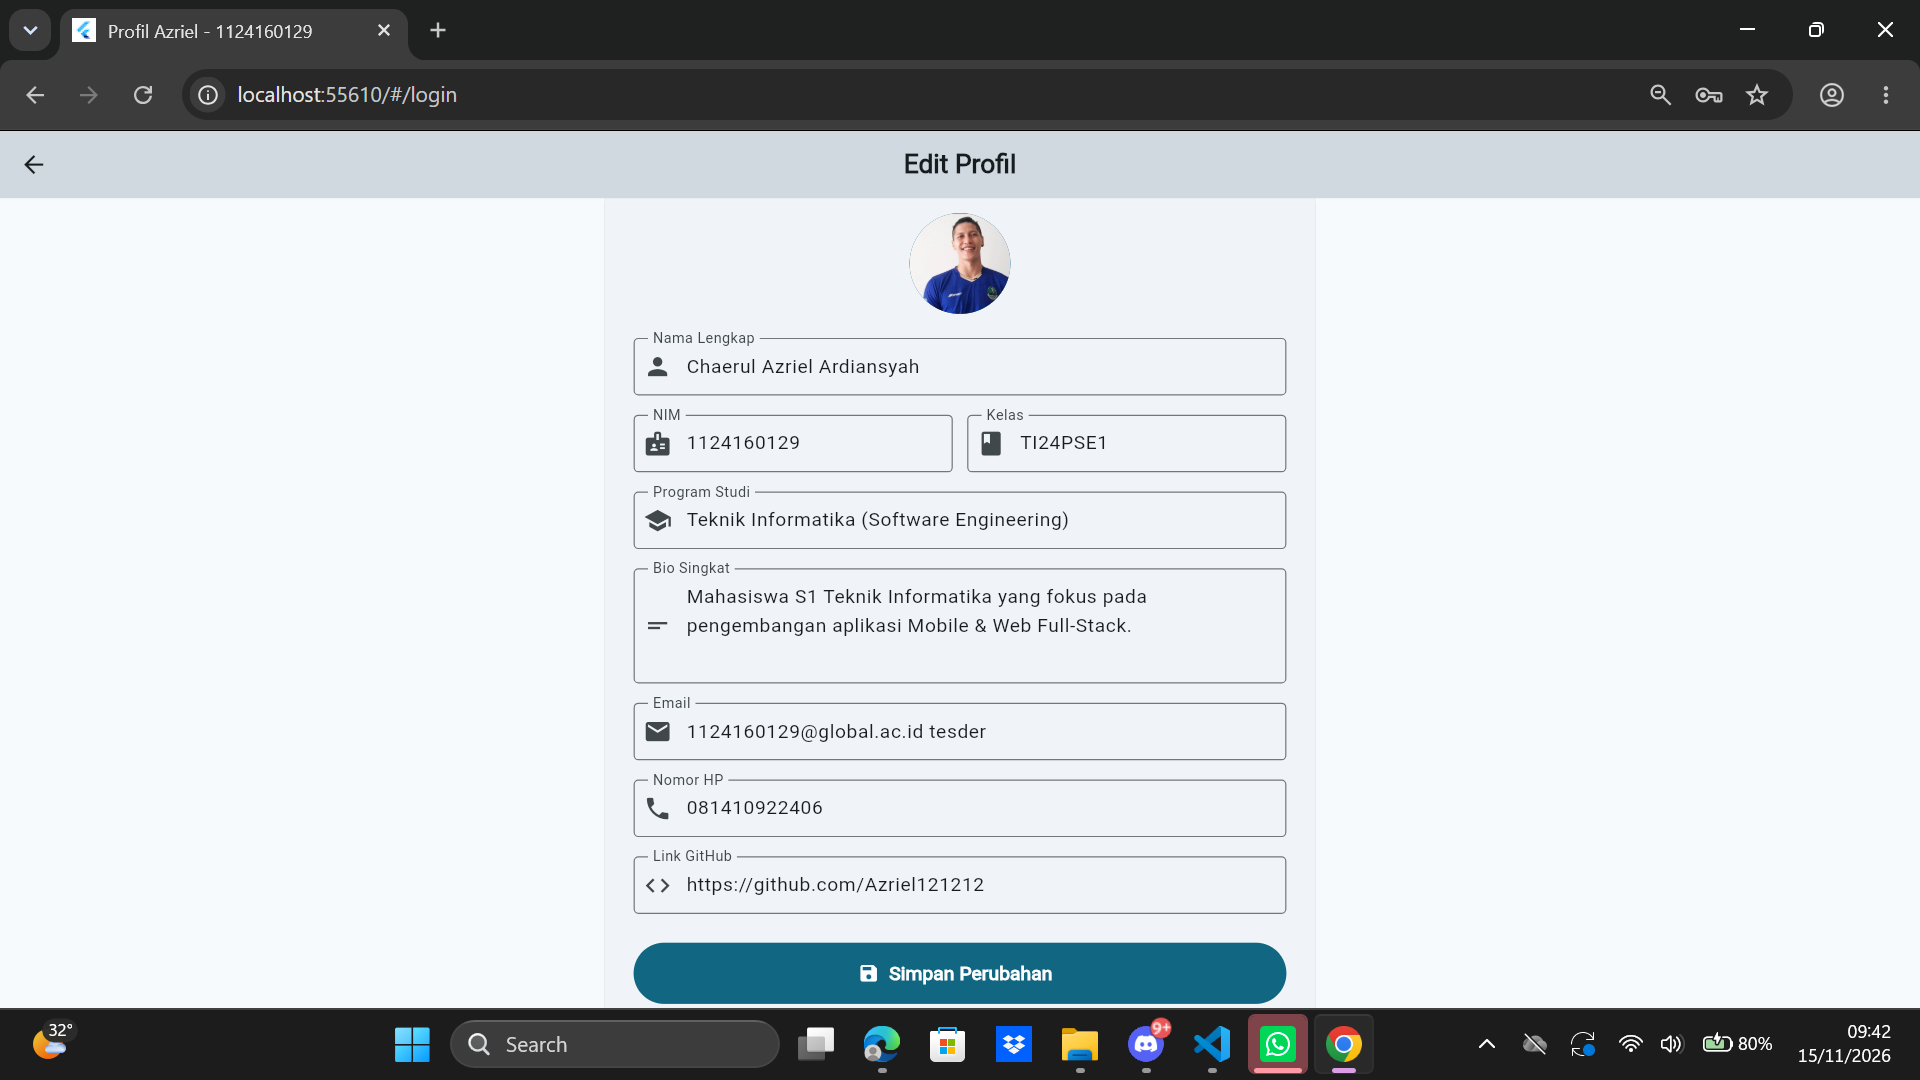 Profil Azriel - 1124160129
localhost:55610/#/login
Edit Profil
Nama Lengkap
Chaerul Azriel Ardiansyah
NIM
1124160129
Kelas
TI24PSE1
Program Studi
Teknik Informatika (Software Engineering)
Bio Singkat
Mahasiswa S1 Teknik Informatika yang fokus pada
pengembangan aplikasi Mobile & Web Full-Stack.
Email
1124160129@global.ac.id tesder
Nomor HP
081410922406
Link GitHub
https://github.com/Azriel121212
Simpan Perubahan
32°
Search
9+
80%
09:42
15/11/2026